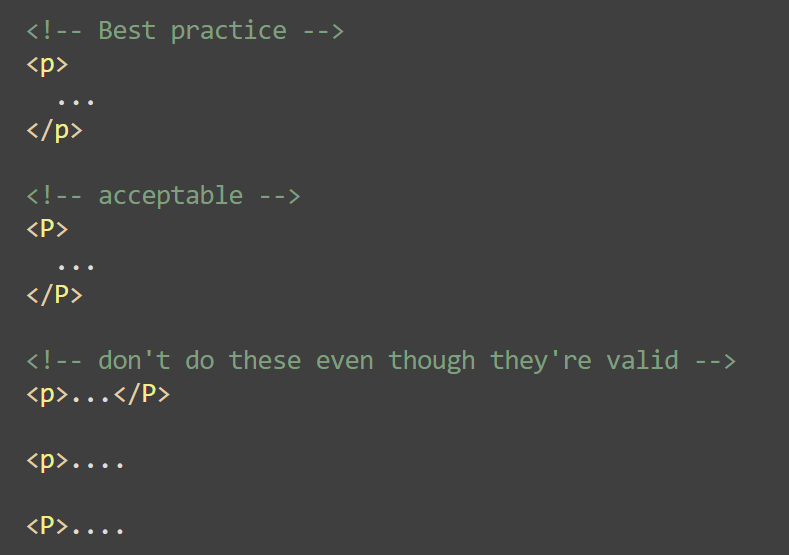 <!-- Best practice -->
<p>
  ...
</p>
<!-- acceptable -->
<P>
  ...
</P>
<!-- don't do these even though they're valid -->
<p>...</P>
<p>....
<P>....